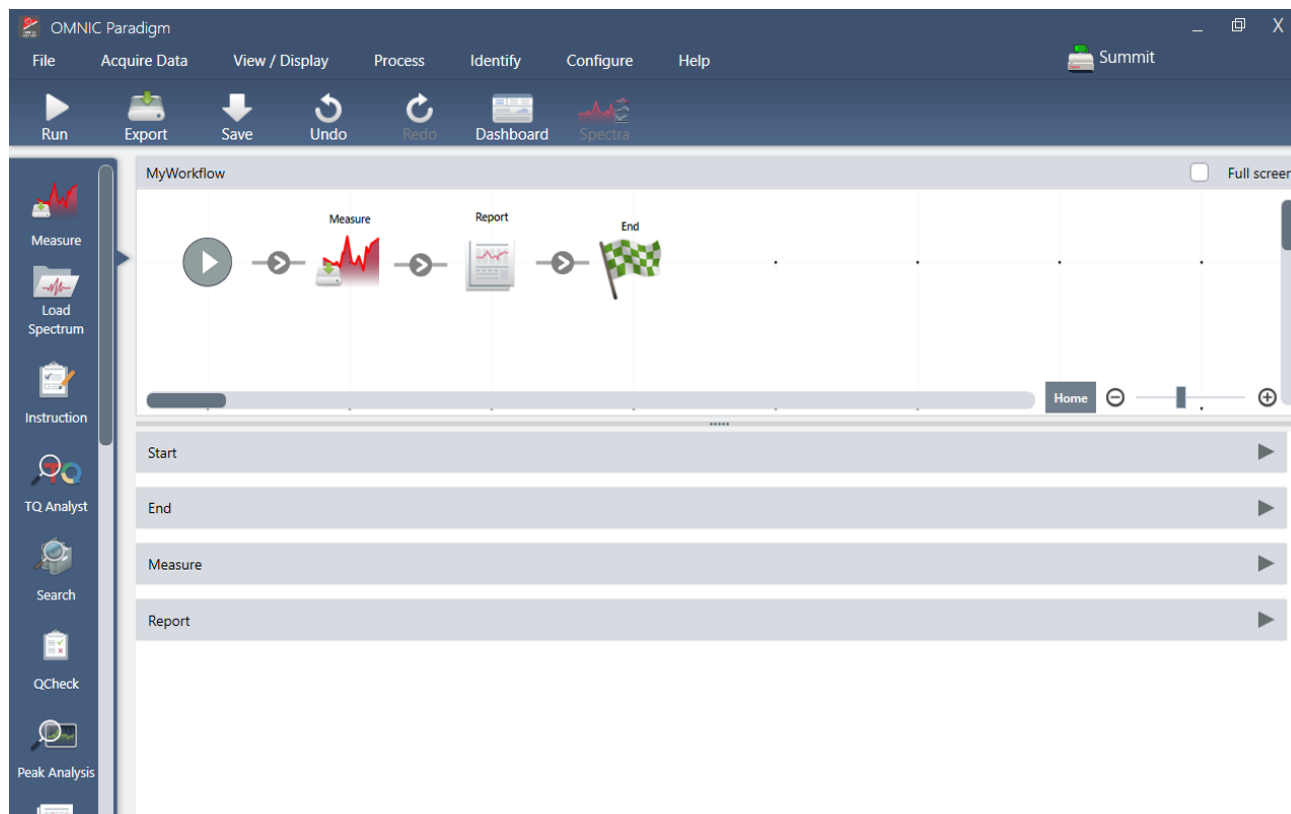 OMNIC Paradigm
X
File Acquire Data View / Display Process Identify Configure Help Summit
Run Export Save Undo Redo Dashboard Spectra
MyWorkflow Full screen
Measure
Load
Spectrum
Instruction
TQ Analyst
Search
QCheck
Peak Analysis
Measure Report End
Home
Start
End
Measure
Report